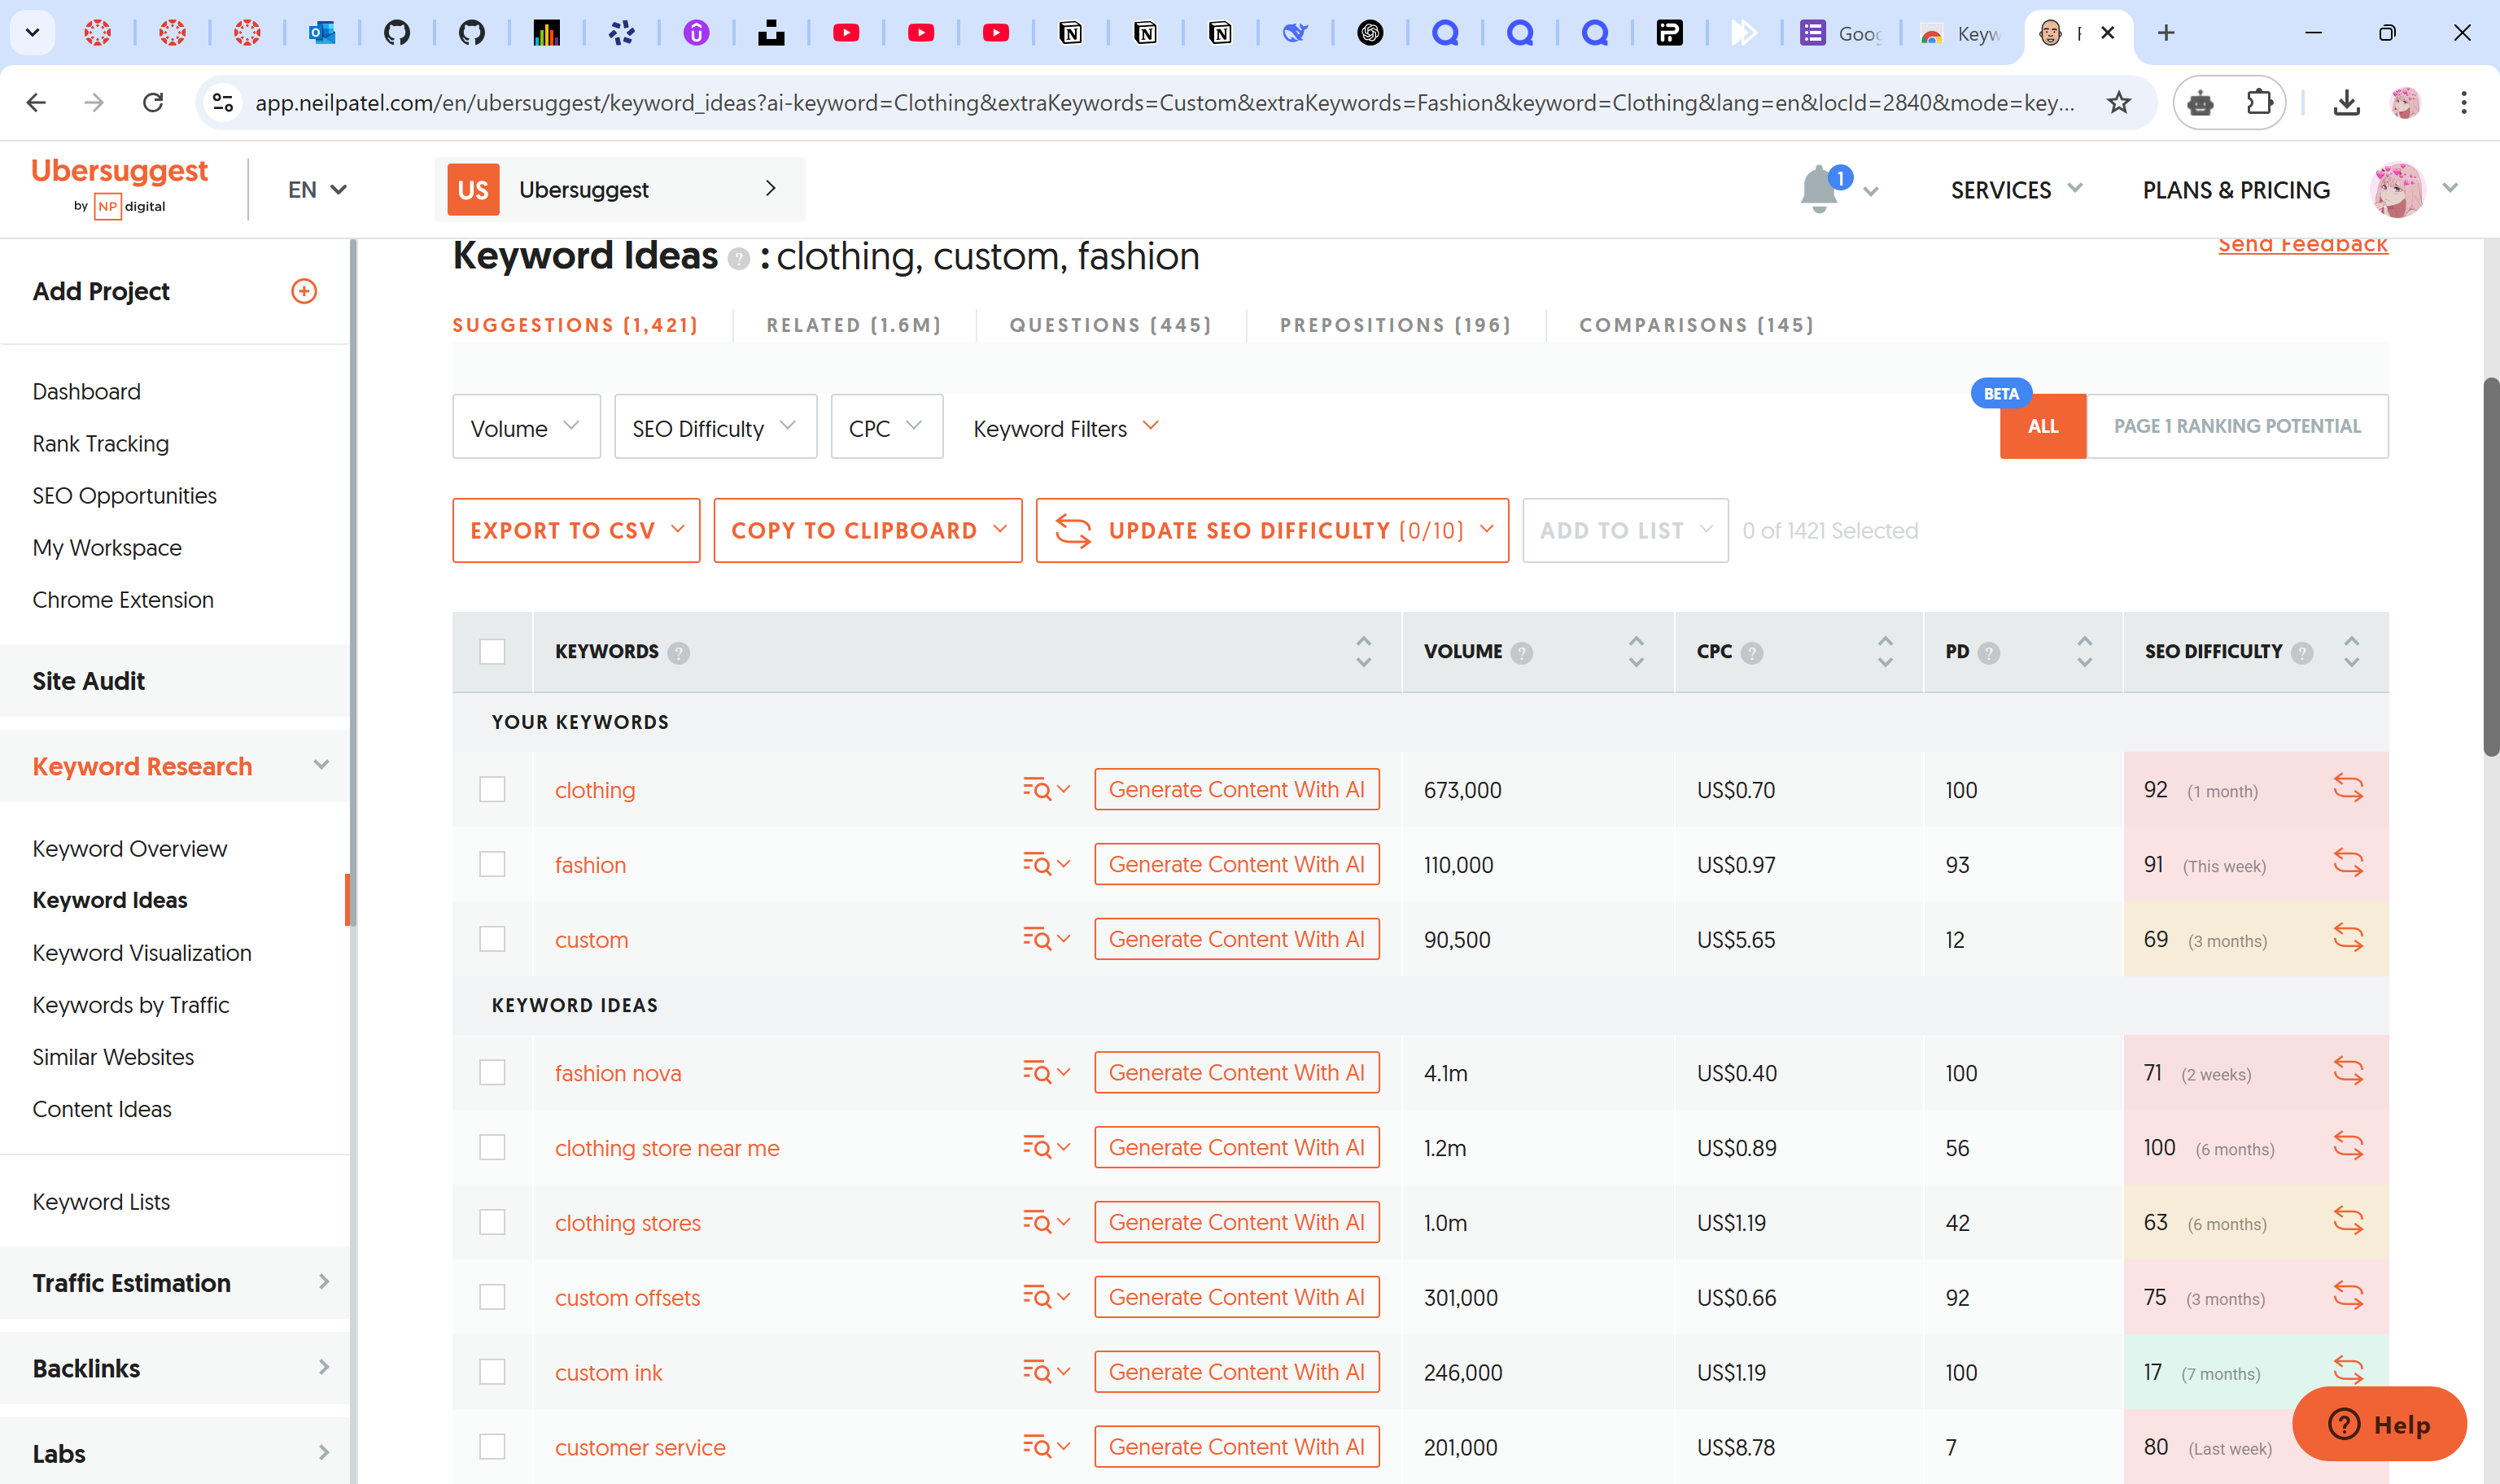 Goog
Keyw
app.neilpatel.com/en/ubersuggest/keyword_ideas?ai-keyword=Clothing&extraKeywords=Custom&extraKeywords=Fashion&keyword=Clothing&lang=en&locId=2840&mode=key...
Ubersuggest
by NP digital
EN
US Ubersuggest
1
SERVICES
PLANS & PRICING
Add Project
Dashboard
Rank Tracking
SEO Opportunities
My Workspace
Chrome Extension
Site Audit
Keyword Research
Keyword Overview
Keyword Ideas
Keyword Visualization
Keywords by Traffic
Similar Websites
Content Ideas
Keyword Lists
Traffic Estimation
Backlinks
Labs
Keyword Ideas ? : clothing, custom, fashion
Send Feedback
SUGGESTIONS (1,421) RELATED (1.6M) QUESTIONS (445) PREPOSITIONS (196) COMPARISONS (145)
Volume SEO Difficulty CPC Keyword Filters
BETA
ALL PAGE 1 RANKING POTENTIAL
EXPORT TO CSV COPY TO CLIPBOARD UPDATE SEO DIFFICULTY (0/10) ADD TO LIST 0 of 1421 Selected
KEYWORDS ? VOLUME ? CPC ? PD ? SEO DIFFICULTY ?
YOUR KEYWORDS
clothing Generate Content With AI 673,000 US$0.70 100 92 (1 month)
fashion Generate Content With AI 110,000 US$0.97 93 91 (This week)
custom Generate Content With AI 90,500 US$5.65 12 69 (3 months)
KEYWORD IDEAS
fashion nova Generate Content With AI 4.1m US$0.40 100 71 (2 weeks)
clothing store near me Generate Content With AI 1.2m US$0.89 56 100 (6 months)
clothing stores Generate Content With AI 1.0m US$1.19 42 63 (6 months)
custom offsets Generate Content With AI 301,000 US$0.66 92 75 (3 months)
custom ink Generate Content With AI 246,000 US$1.19 100 17 (7 months)
customer service Generate Content With AI 201,000 US$8.78 7 80 (Last week)
? Help